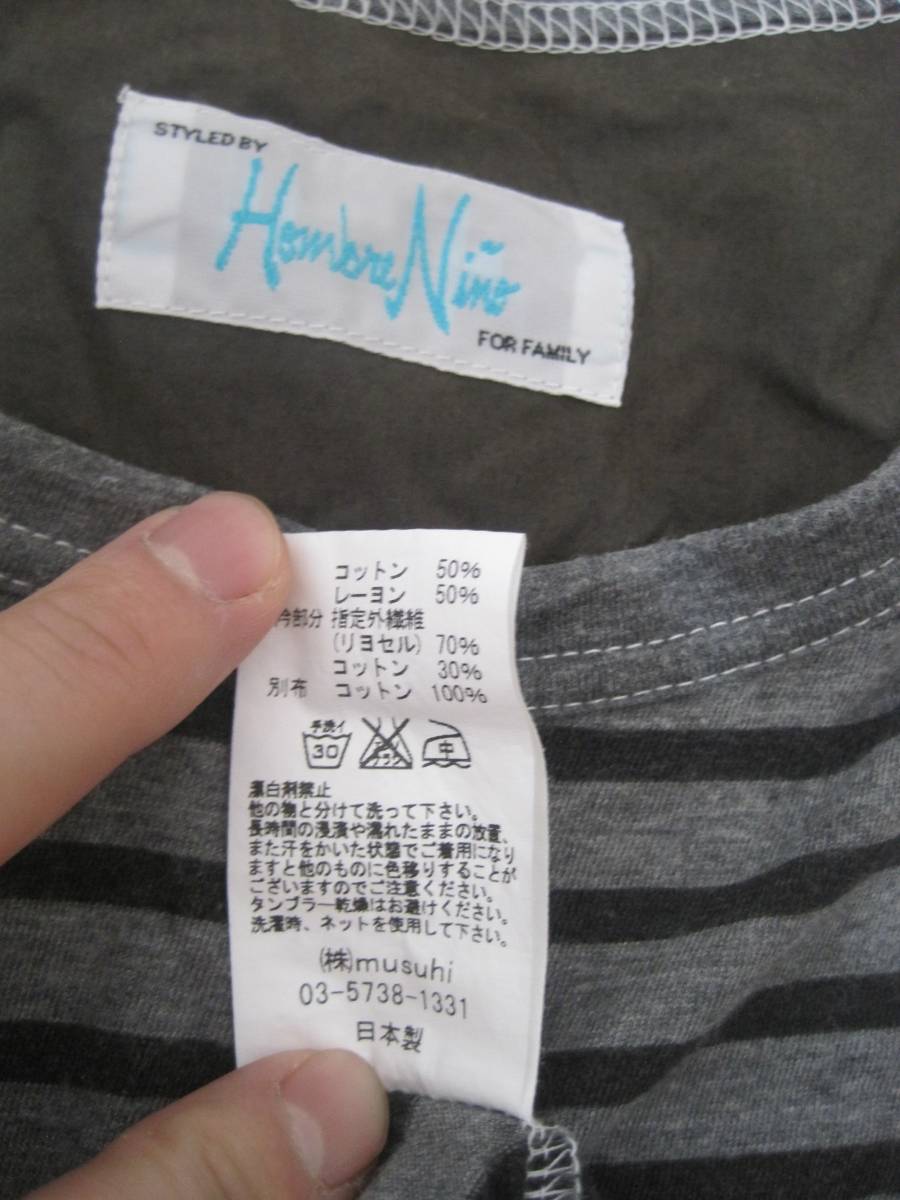 STYLED BY
Hombre Niño
FOR FAMILY
コットン 50%
レーヨン 50%
部分 指定外繊維
(リヨセル) 70%
コットン 30%
別布 コットン 100%
手洗イ
30 中
漂白剤禁止
他の物と分けて洗って下さい。
長時間の浸漬や濡れたままの放置、
また汗をかいた状態でご着用になり
ますと他のものに色移りすることが
ございますのでご注意ください。
タンブラー乾燥はお避けください。
洗濯時、ネットを使用して下さい。
(株)musuhi
03-5738-1331
日本製